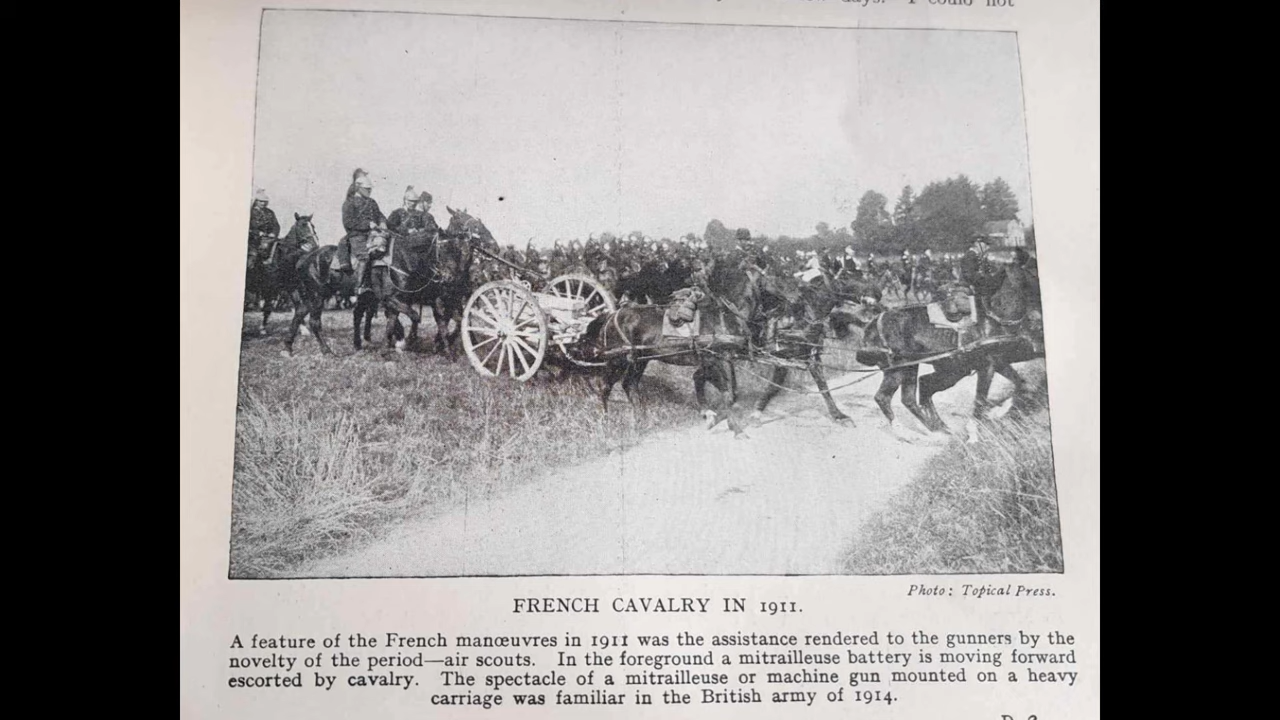 days. I could not
Photo: Topical Press.
FRENCH CAVALRY IN 1911.
A feature of the French manœuvres in 1911 was the assistance rendered to the gunners by the
novelty of the period—air scouts. In the foreground a mitrailleuse battery is moving forward
escorted by cavalry. The spectacle of a mitrailleuse or machine gun mounted on a heavy
carriage was familiar in the British army of 1914.